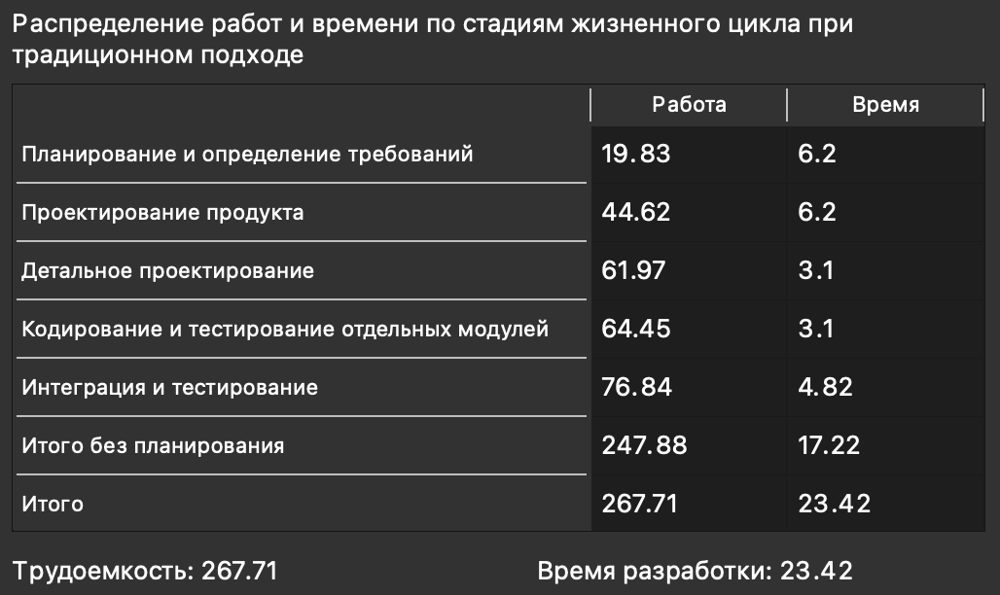 Распределение работ и времени по стадиям жизненного цикла при
традиционном подходе
Работа Время
Планирование и определение требований 19.83 6.2
Проектирование продукта 44.62 6.2
Детальное проектирование 61.97 3.1
Кодирование и тестирование отдельных модулей 64.45 3.1
Интеграция и тестирование 76.84 4.82
Итого без планирования 247.88 17.22
Итого 267.71 23.42
Трудоемкость: 267.71 Время разработки: 23.42